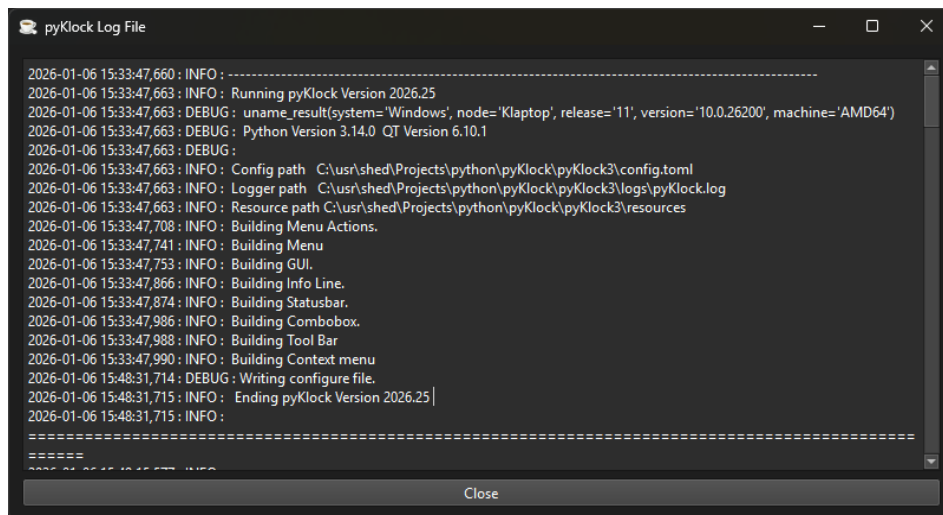 pyKlock Log File
2026-01-06 15:33:47,660 : INFO : ----------------------------------------------------------------------------------------------------
2026-01-06 15:33:47,663 : INFO :  Running pyKlock Version 2026.25
2026-01-06 15:33:47,663 : DEBUG :  uname_result(system='Windows', node='Klaptop', release='11', version='10.0.26200', machine='AMD64')
2026-01-06 15:33:47,663 : DEBUG :  Python Version 3.14.0  QT Version 6.10.1
2026-01-06 15:33:47,663 : DEBUG :
2026-01-06 15:33:47,663 : INFO :  Config path   C:\usr\shed\Projects\python\pyKlock\pyKlock3\config.toml
2026-01-06 15:33:47,663 : INFO :  Logger path   C:\usr\shed\Projects\python\pyKlock\pyKlock3\logs\pyKlock.log
2026-01-06 15:33:47,663 : INFO :  Resource path C:\usr\shed\Projects\python\pyKlock\pyKlock3\resources
2026-01-06 15:33:47,708 : INFO :  Building Menu Actions.
2026-01-06 15:33:47,741 : INFO :  Building Menu
2026-01-06 15:33:47,753 : INFO :  Building GUI.
2026-01-06 15:33:47,866 : INFO :  Building Info Line.
2026-01-06 15:33:47,874 : INFO :  Building Statusbar.
2026-01-06 15:33:47,986 : INFO :  Building Combobox.
2026-01-06 15:33:47,988 : INFO :  Building Tool Bar
2026-01-06 15:33:47,990 : INFO :  Building Context menu
2026-01-06 15:48:31,714 : DEBUG : Writing configure file.
2026-01-06 15:48:31,715 : INFO :   Ending pyKlock Version 2026.25
2026-01-06 15:48:31,715 : INFO :
==============================================================================================
======
Close